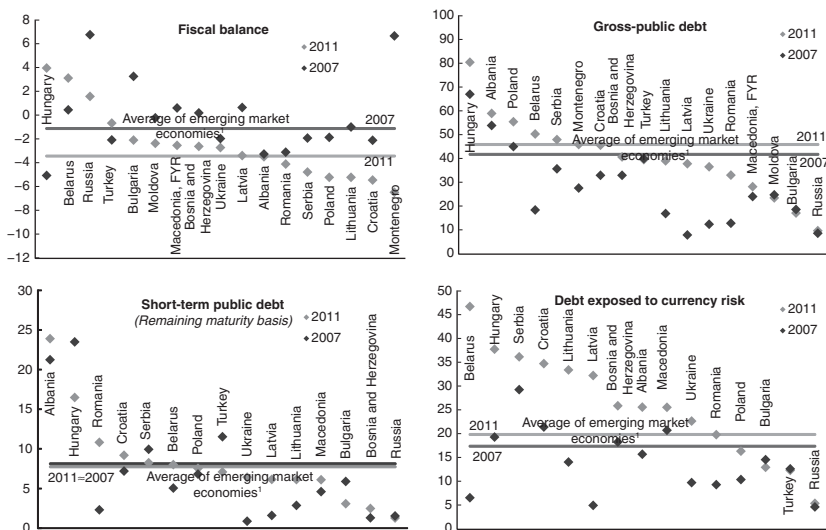 Fiscal balance
2011
2007
8
6
4
2
0
−2
−4
−6
−8
−10
−12
Hungary
Belarus
Russia
Turkey
Bulgaria
Moldova
Macedonia, FYR
Bosnia and
Herzegovina
Ukraine
Latvia
Albania
Romania
Serbia
Poland
Lithuania
Croatia
Montenegro
Average of emerging market
economies¹
2007
2011
Gross-public debt
2011
2007
100
90
80
70
60
50
40
30
20
10
0
Hungary
Albania
Poland
Belarus
Serbia
Montenegro
Croatia
Bosnia and
Herzegovina
Turkey
Lithuania
Latvia
Ukraine
Romania
Macedonia, FYR
Moldova
Bulgaria
Russia
Average of emerging market
economies¹
2011
2007
Short-term public debt
(Remaining maturity basis)
2011
2007
30
25
20
15
10
5
0
Albania
Hungary
Romania
Croatia
Serbia
Belarus
Poland
Turkey
Ukraine
Latvia
Lithuania
Macedonia
Bulgaria
Bosnia and Herzegovina
Russia
2011=2007
Average of emerging market
economies¹
Debt exposed to currency risk
2011
2007
50
45
40
35
30
25
20
15
10
5
0
Belarus
Hungary
Serbia
Croatia
Lithuania
Latvia
Bosnia and
Herzegovina
Albania
Macedonia
Ukraine
Romania
Poland
Bulgaria
Turkey
Russia
2011
Average of emerging market
economies¹
2007